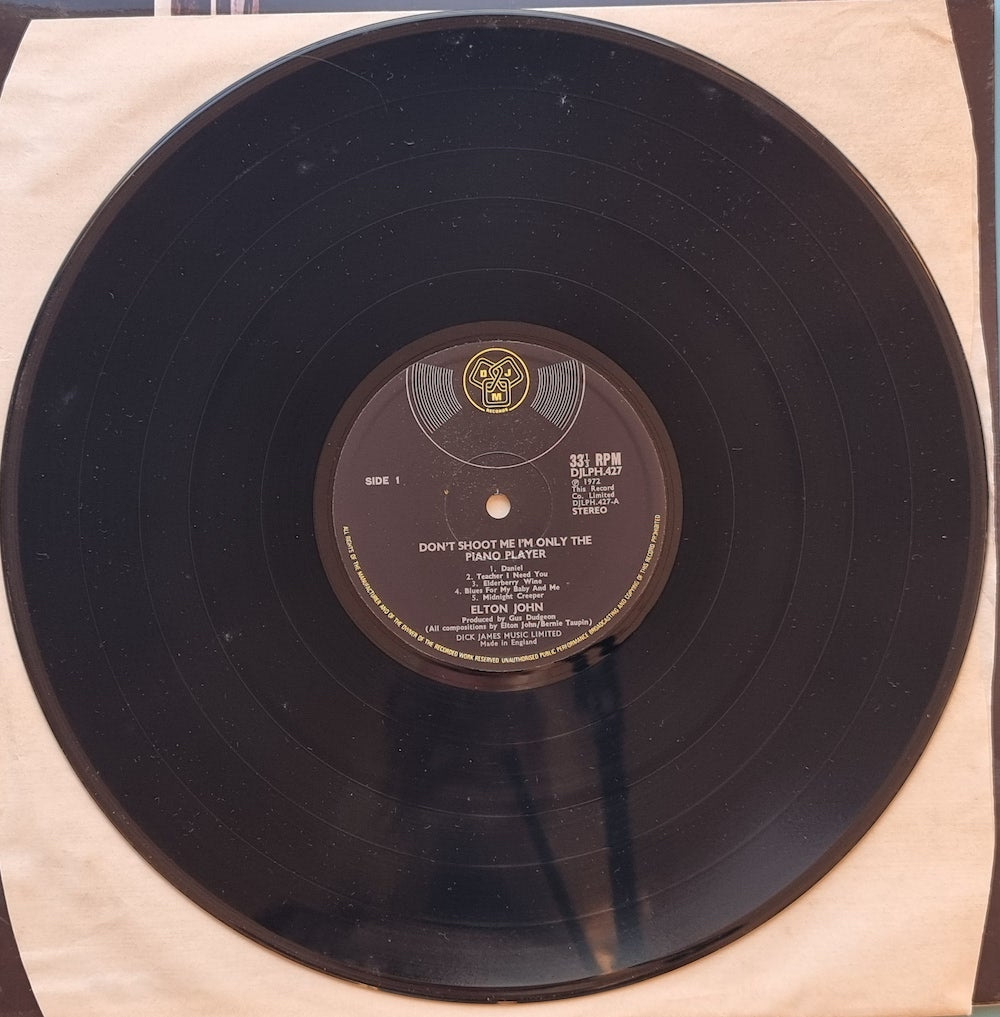 D J
M
RECORDS
SIDE 1
33⅓ RPM
DJLPH.427
℗ 1972
This Record
Co. Limited
DJLPH.427-A
STEREO
DON'T SHOOT ME I'M ONLY THE
PIANO PLAYER
1. Daniel
2. Teacher I Need You
3. Elderberry Wine
4. Blues For My Baby And Me
5. Midnight Creeper
ELTON JOHN
Produced by Gus Dudgeon
(All compositions by Elton John/Bernie Taupin)
DICK JAMES MUSIC LIMITED
Made in England
ALL RIGHTS OF THE MANUFACTURER AND OF THE OWNER OF THE RECORDED WORK RESERVED UNAUTHORISED PUBLIC PERFORMANCE BROADCASTING AND COPYING OF THIS RECORD PROHIBITED